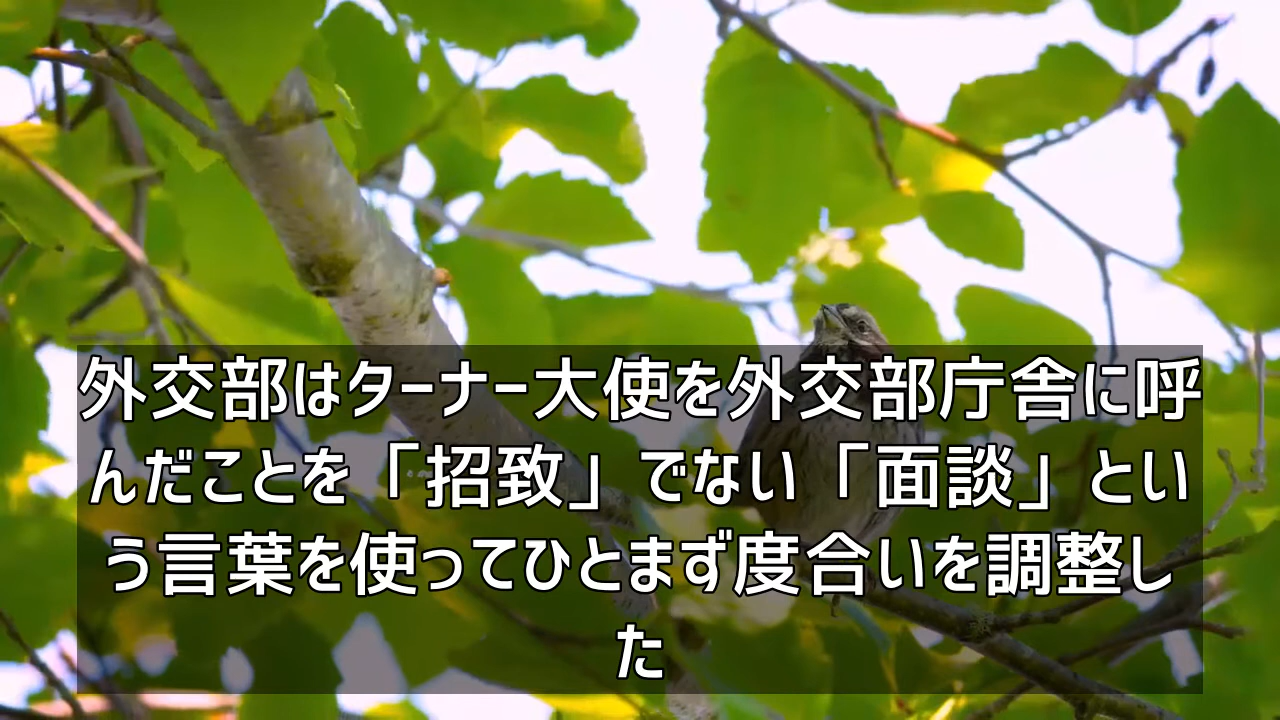 外交部はターナー大使を外交部庁舎に呼
んだことを「招致」でない「面談」とい
う言葉を使ってひとまず度合いを調整し
た